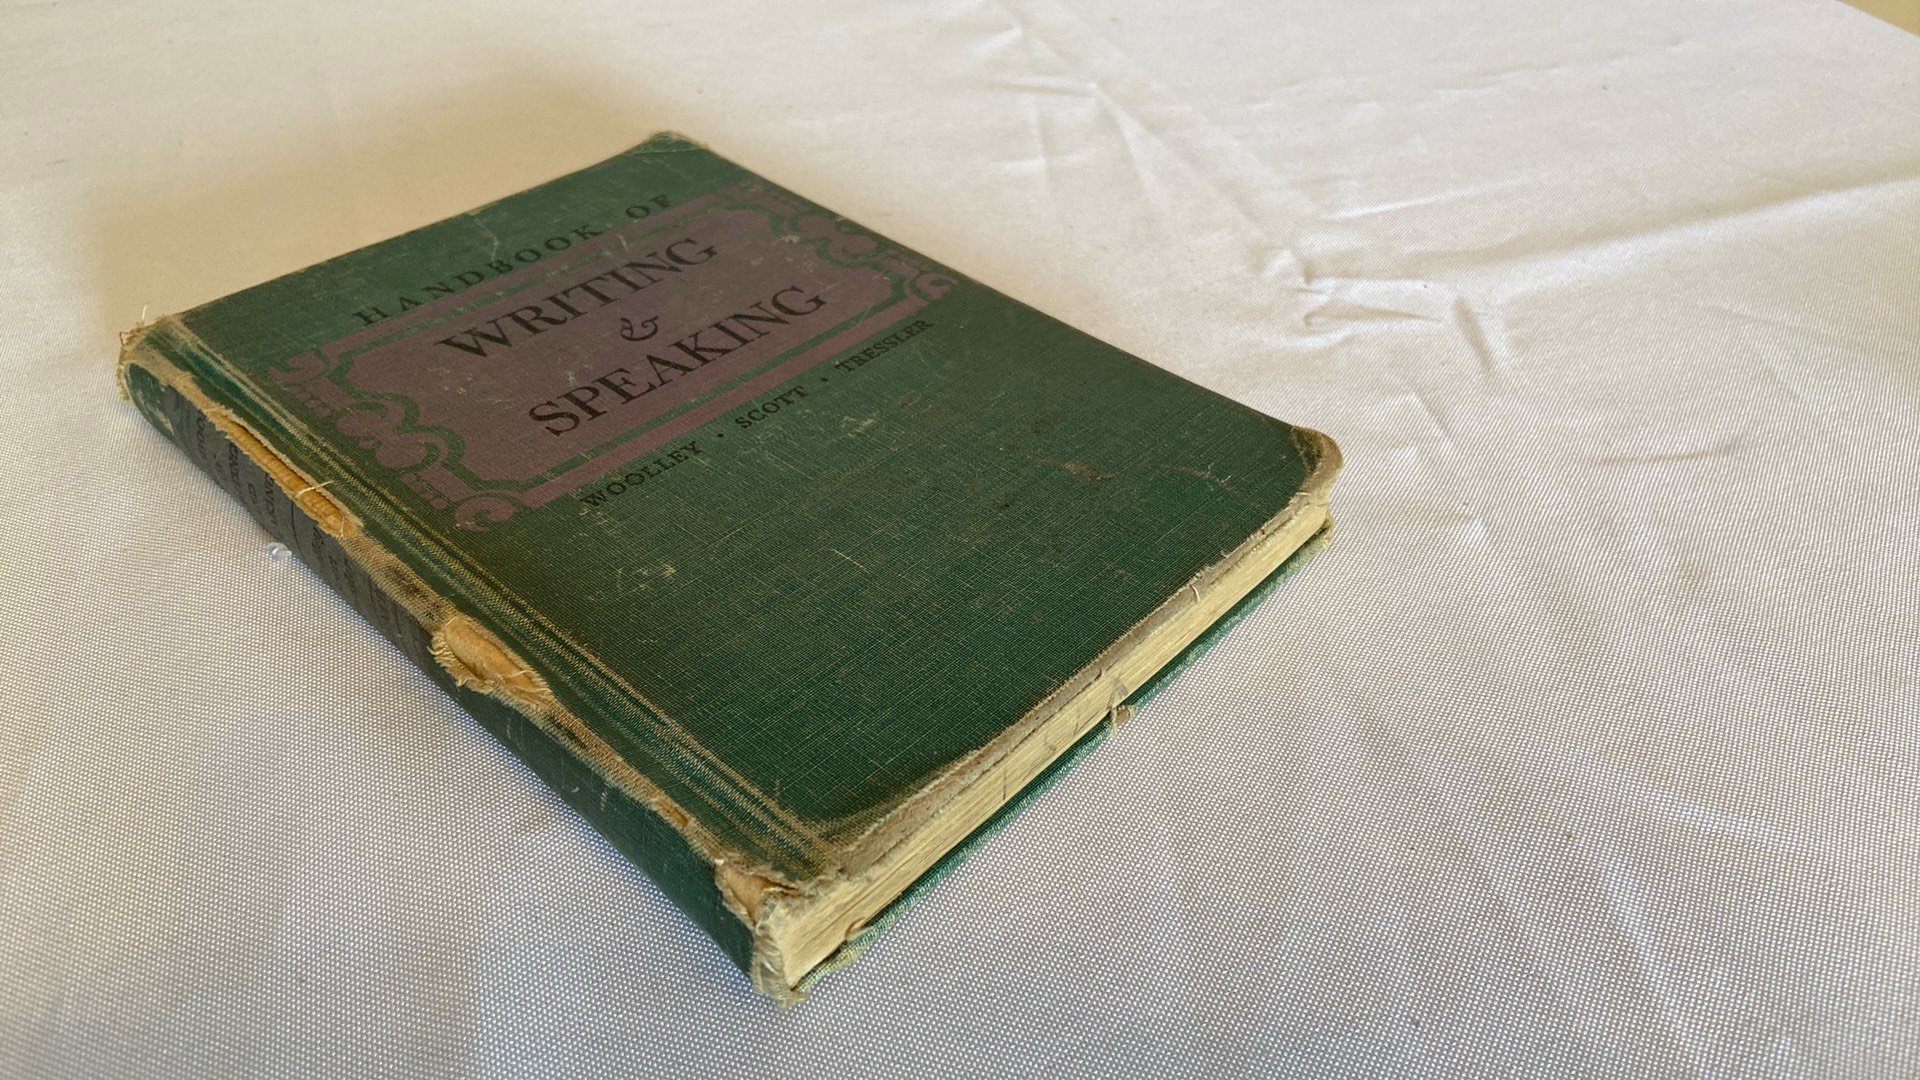 HANDBOOK OF
WRITING
&
SPEAKING
WOOLLEY · SCOTT · TRESSLER